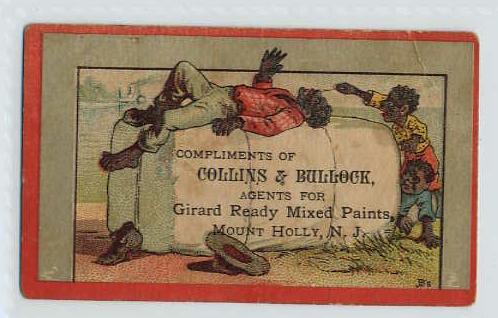 COMPLIMENTS OF
COLLINS & BULLOCK,
AGENTS FOR
Girard Ready Mixed Paints,
MOUNT HOLLY, N. J.